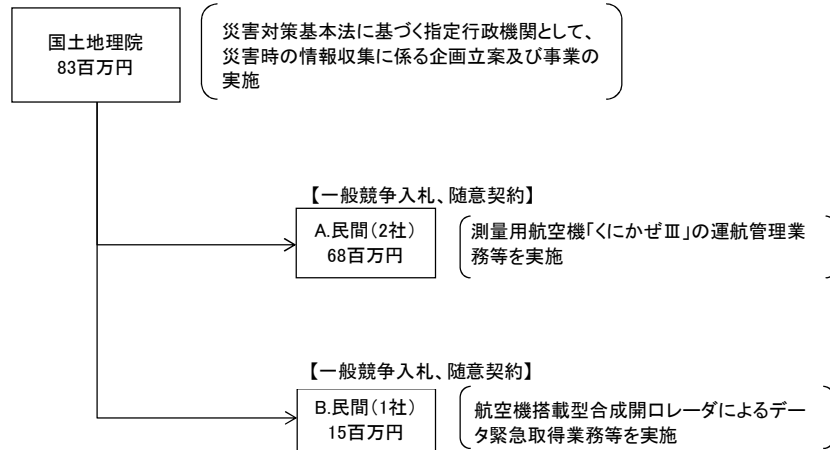 国土地理院
83百万円
災害対策基本法に基づく指定行政機関として、
災害時の情報収集に係る企画立案及び事業の
実施
【一般競争入札、随意契約】
A.民間(2社)
68百万円
測量用航空機「くにかぜⅢ」の運航管理業
務等を実施
【一般競争入札、随意契約】
B.民間(1社)
15百万円
航空機搭載型合成開口レーダによるデー
タ緊急取得業務等を実施